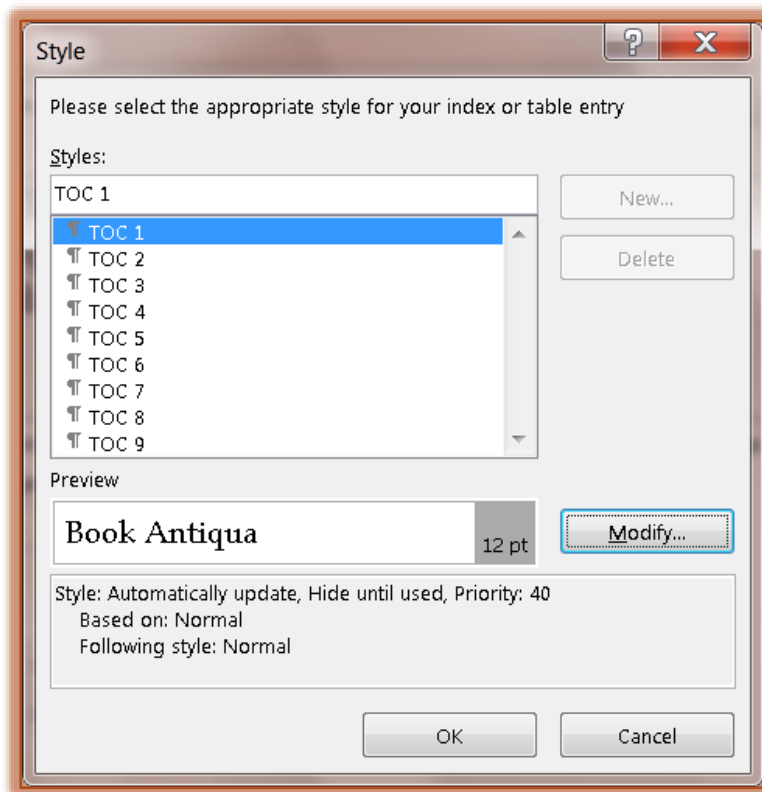 Style
Please select the appropriate style for your index or table entry
Styles:
TOC 1
New...
¶ TOC 1
¶ TOC 2
Delete
¶ TOC 3
¶ TOC 4
¶ TOC 5
¶ TOC 6
¶ TOC 7
¶ TOC 8
¶ TOC 9
Preview
Book Antiqua
12 pt
Modify...
Style: Automatically update, Hide until used, Priority: 40
Based on: Normal
Following style: Normal
OK
Cancel